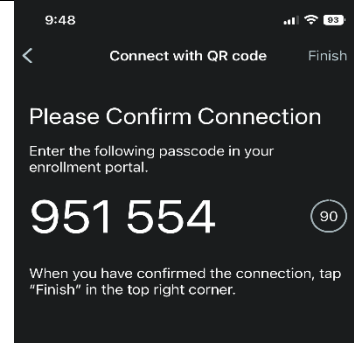 9:48
93
Connect with QR code Finish
Please Confirm Connection
Enter the following passcode in your
enrollment portal.
951 554
90
When you have confirmed the connection, tap
"Finish" in the top right corner.